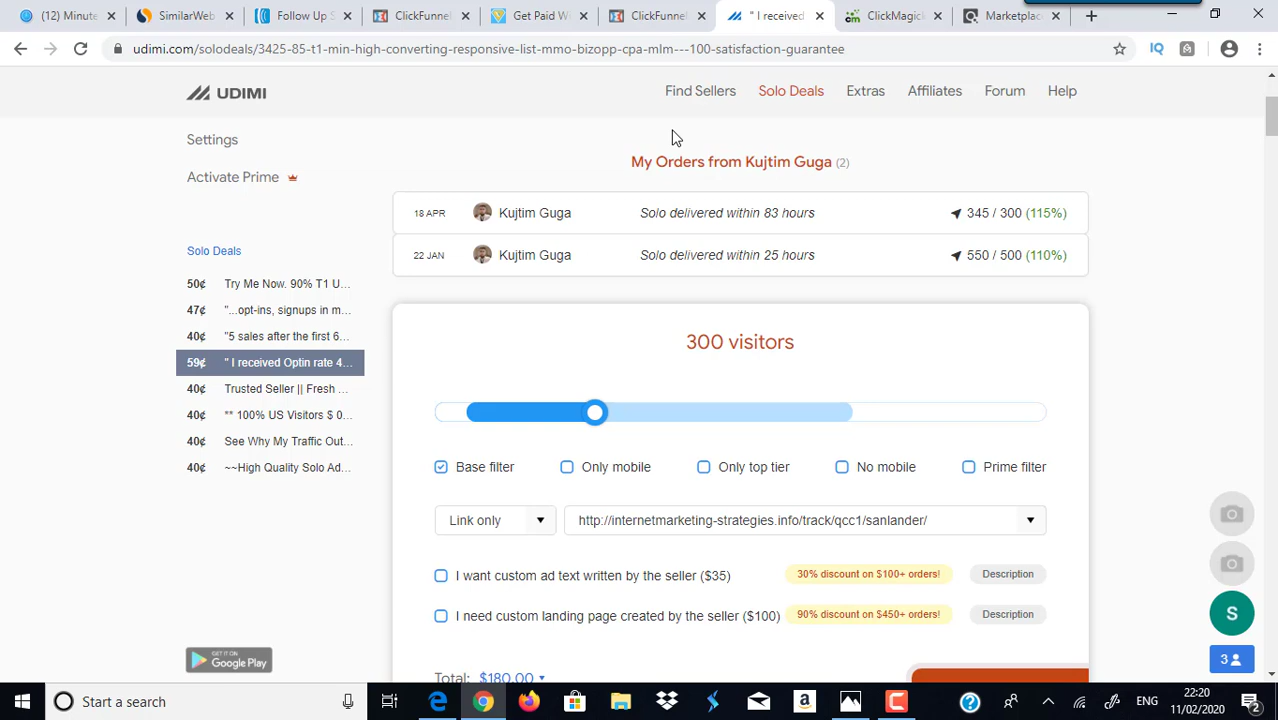 (12) Minute
SimilarWeb
Follow Up S
ClickFunnel
Get Paid Wi
ClickFunnel
" I received
ClickMagick
Marketplace
udimi.com/solodeals/3425-85-t1-min-high-converting-responsive-list-mmo-bizopp-cpa-mlm---100-satisfaction-guarantee
IQ
UDIMI
Find Sellers
Solo Deals
Extras
Affiliates
Forum
Help
Settings
Activate Prime
My Orders from Kujtim Guga (2)
18 APR Kujtim Guga Solo delivered within 83 hours 345 / 300 (115%)
22 JAN Kujtim Guga Solo delivered within 25 hours 550 / 500 (110%)
Solo Deals
50¢ Try Me Now. 90% T1 U...
47¢ "...opt-ins, signups in m...
40¢ "5 sales after the first 6...
59¢ " I received Optin rate 4...
40¢ Trusted Seller || Fresh ...
40¢ ** 100% US Visitors $ 0...
40¢ See Why My Traffic Out...
40¢ ~~High Quality Solo Ad...
300 visitors
Base filter
Only mobile
Only top tier
No mobile
Prime filter
Link only
http://internetmarketing-strategies.info/track/qcc1/sanlander/
I want custom ad text written by the seller ($35) 30% discount on $100+ orders! Description
I need custom landing page created by the seller ($100) 90% discount on $450+ orders! Description
Total: $180.00
GET IT ON
Google Play
S
3
Start a search
a
ENG
22:20
11/02/2020
2